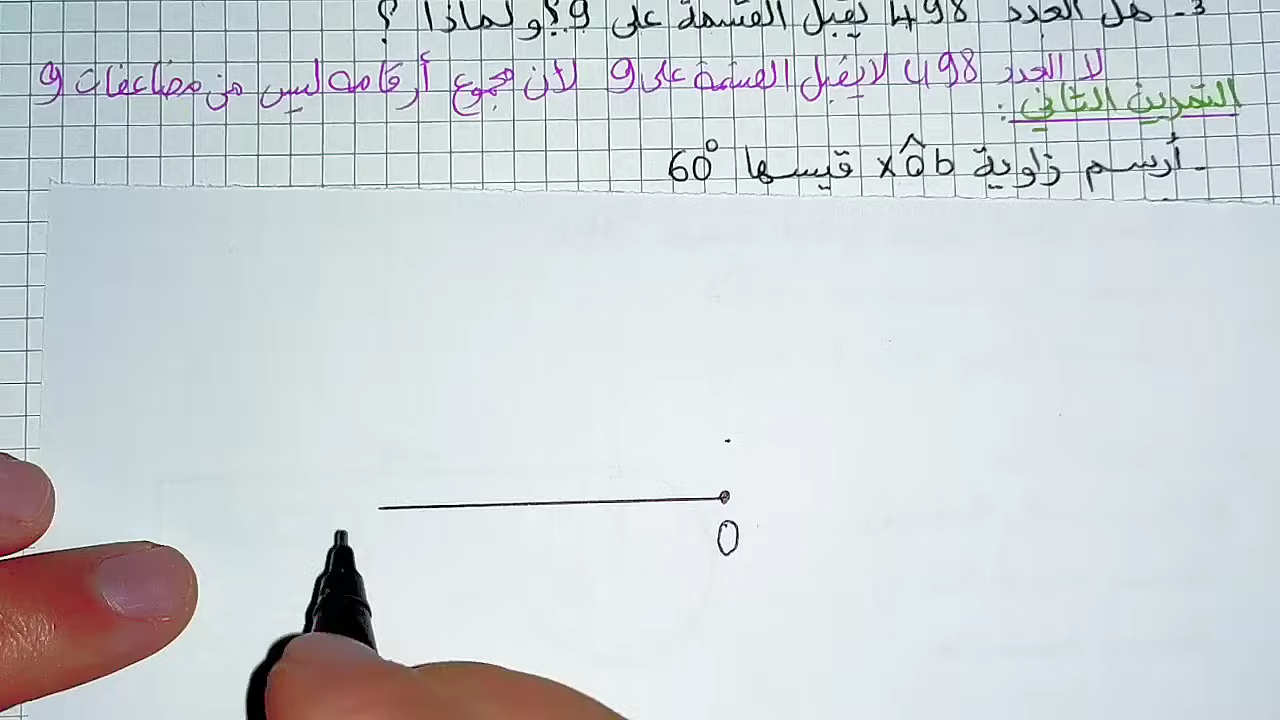 3- هل العدد 498 يقبل القسمة على 9؟ ولماذا ؟
لا العدد 498 لا يقبل القسمة على 9 لأن مجموع أرقامه ليس من مضاعفات 9
التمرين الثاني :
- أرسم زاوية xÔb قيسها 60°
O